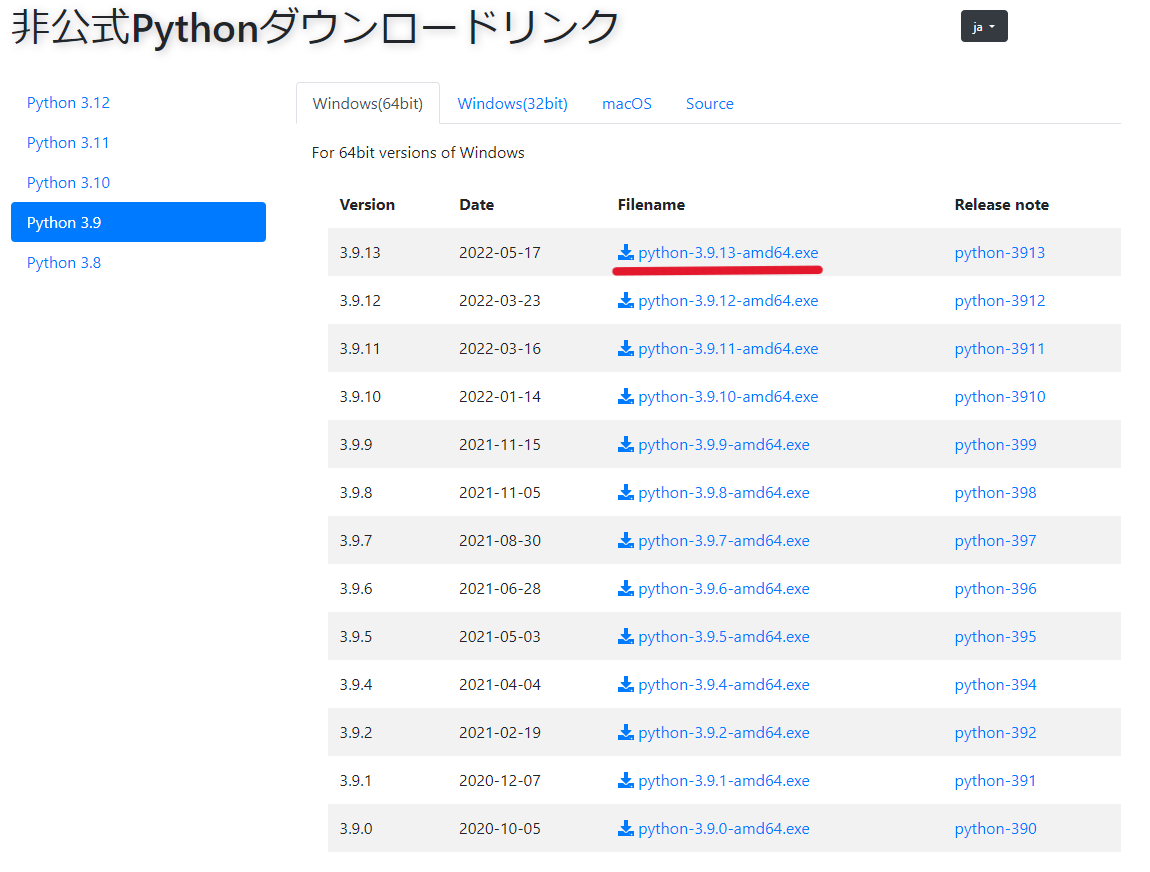 非公式Pythonダウンロードリンク
ja
Python 3.12
Python 3.11
Python 3.10
Python 3.9
Python 3.8
Windows(64bit) Windows(32bit) macOS Source
For 64bit versions of Windows
Version Date Filename Release note
3.9.13 2022-05-17 python-3.9.13-amd64.exe python-3913
3.9.12 2022-03-23 python-3.9.12-amd64.exe python-3912
3.9.11 2022-03-16 python-3.9.11-amd64.exe python-3911
3.9.10 2022-01-14 python-3.9.10-amd64.exe python-3910
3.9.9 2021-11-15 python-3.9.9-amd64.exe python-399
3.9.8 2021-11-05 python-3.9.8-amd64.exe python-398
3.9.7 2021-08-30 python-3.9.7-amd64.exe python-397
3.9.6 2021-06-28 python-3.9.6-amd64.exe python-396
3.9.5 2021-05-03 python-3.9.5-amd64.exe python-395
3.9.4 2021-04-04 python-3.9.4-amd64.exe python-394
3.9.2 2021-02-19 python-3.9.2-amd64.exe python-392
3.9.1 2020-12-07 python-3.9.1-amd64.exe python-391
3.9.0 2020-10-05 python-3.9.0-amd64.exe python-390